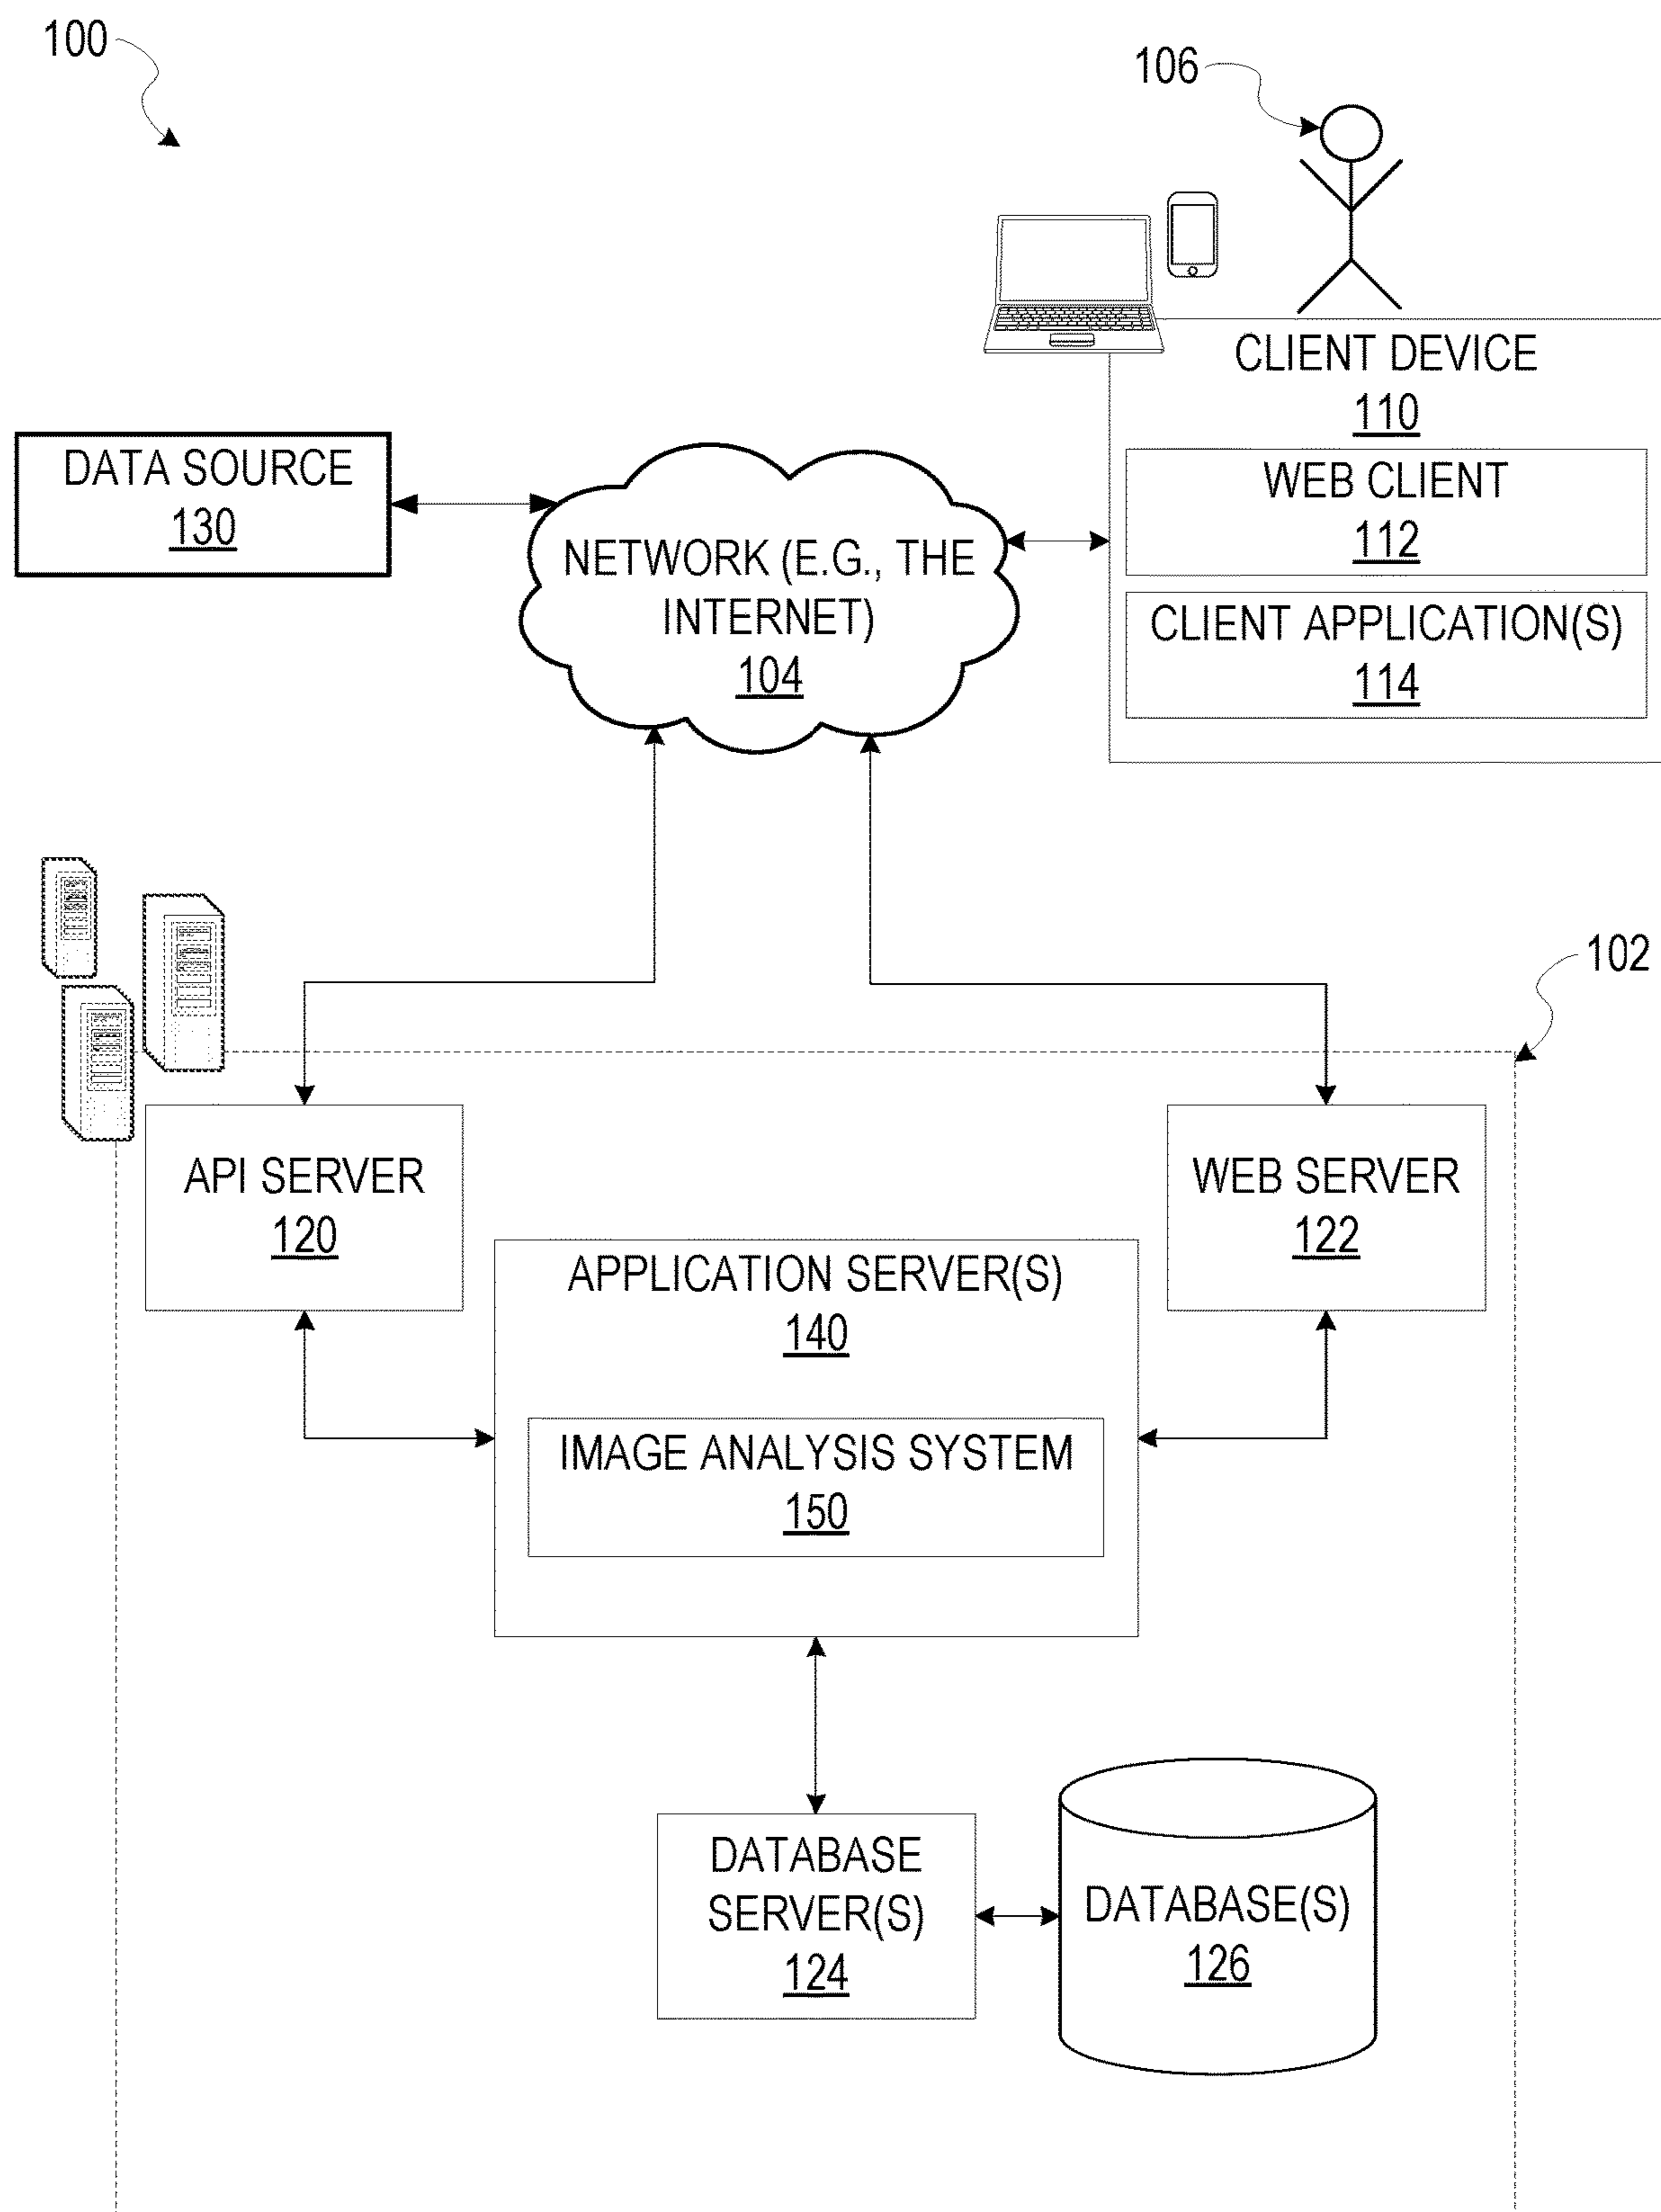 100
106
CLIENT DEVICE
110
WEB CLIENT
112
CLIENT APPLICATION(S)
114
DATA SOURCE
130
NETWORK (E.G., THE
INTERNET)
104
102
API SERVER
120
WEB SERVER
122
APPLICATION SERVER(S)
140
IMAGE ANALYSIS SYSTEM
150
DATABASE
SERVER(S)
124
DATABASE(S)
126